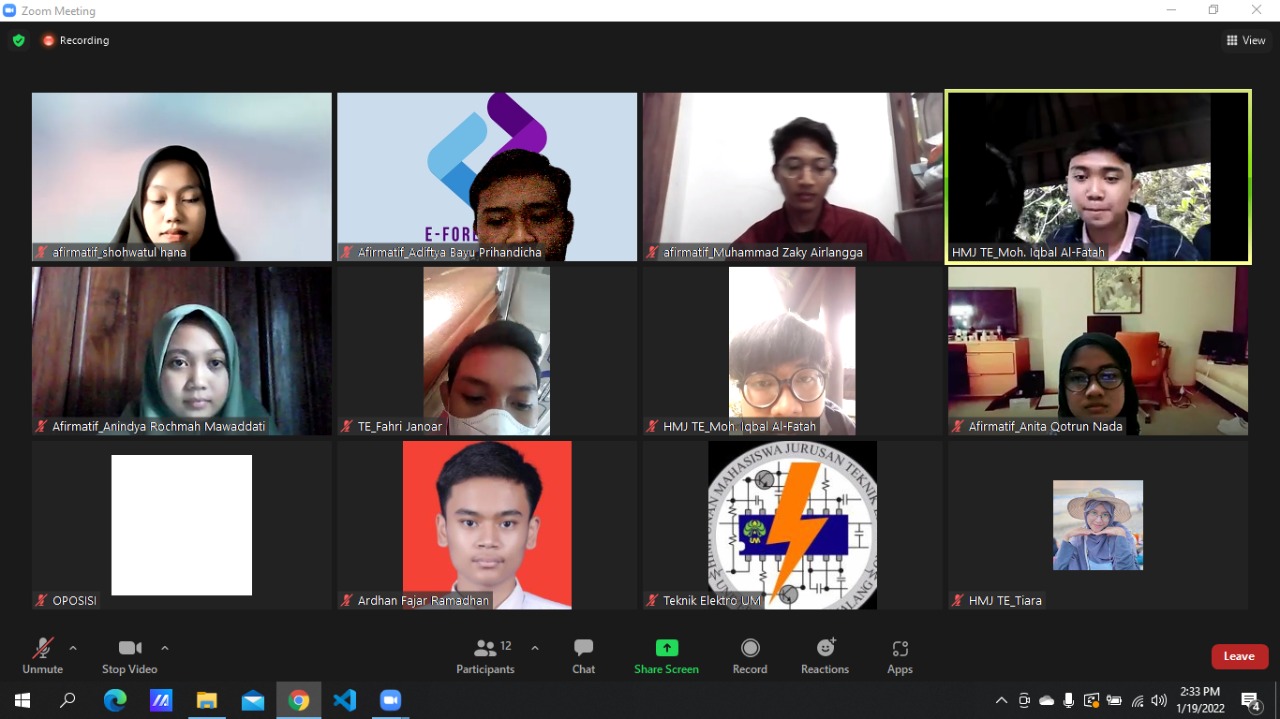 Zoom Meeting
Recording
View
afirmatif_shohwatul hana
E-FORE
Afirmatif_Adiftya Bayu Prihandicha
afirmatif_Muhammad Zaky Airlangga
HMJ TE_Moh. Iqbal Al-Fatah
Afirmatif_Anindya Rochmah Mawaddati
TE_Fahri Janoar
HMJ TE_Moh. Iqbal Al-Fatah
Afirmatif_Anita Qotrun Nada
OPOSISI
Ardhan Fajar Ramadhan
MAHASISWA JURUSAN TEKNIK
UM
Teknik Elektro UM
HMJ TE_Tiara
Unmute
Stop Video
12
Participants
Chat
Share Screen
Record
Reactions
Apps
Leave
2:33 PM
1/19/2022
4